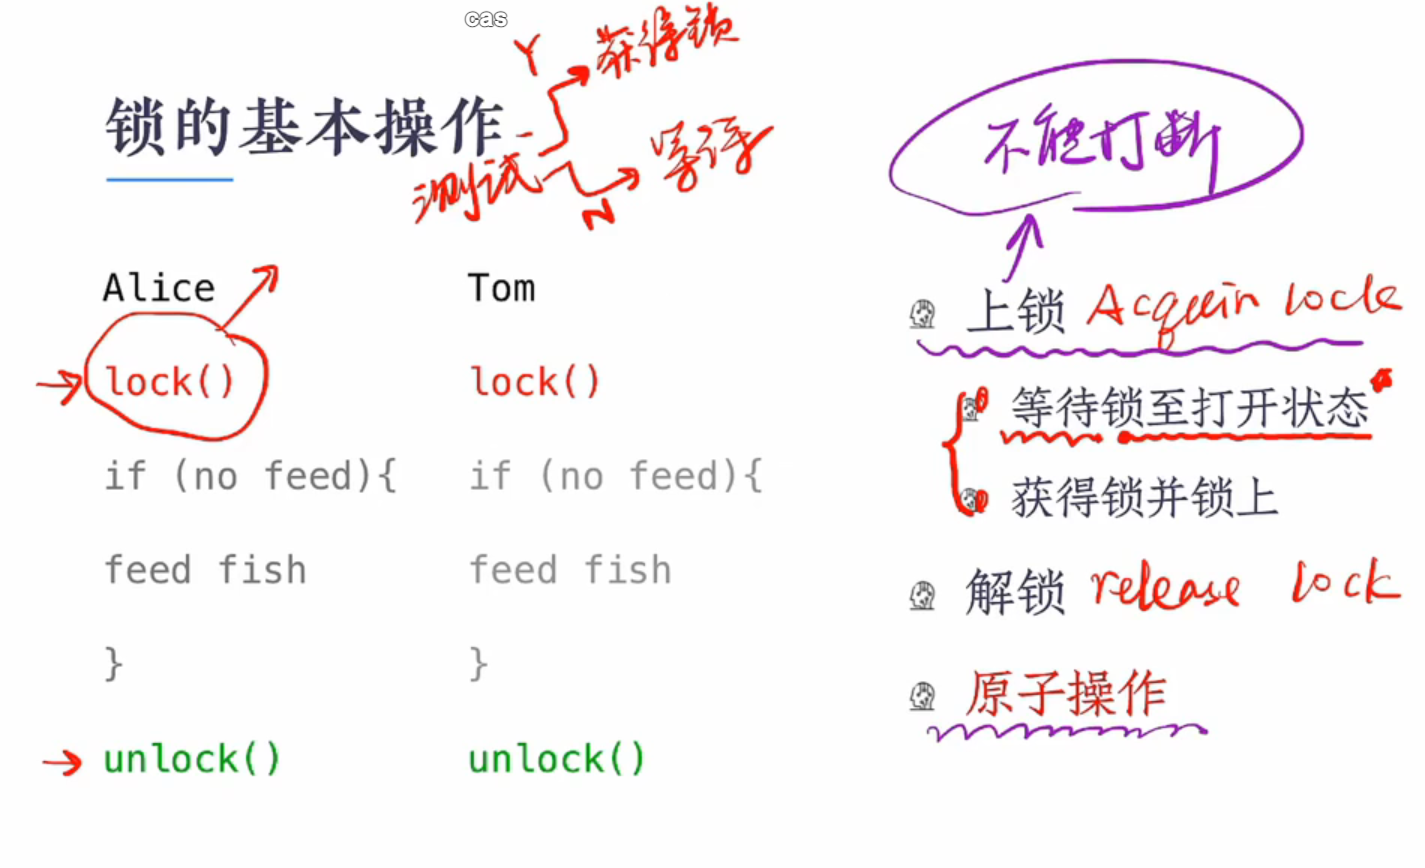 cas
Y 获得锁
锁的基本操作
测试
等待
N
不能打断
Alice
Tom
lock()
lock()
if (no feed){
if (no feed){
feed fish
feed fish
}
}
unlock()
unlock()
上锁 Acquin lock
等待锁至打开状态
获得锁并锁上
解锁 release lock
原子操作